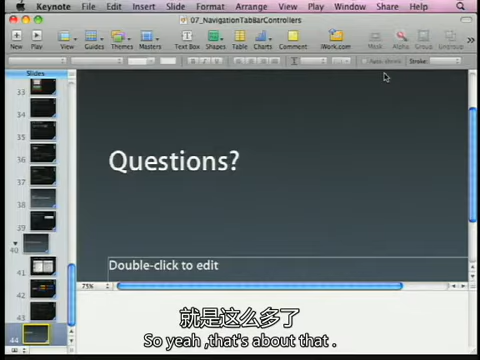 Keynote File Edit Insert Slide Format Arrange View Play Window Share Help
07_NavigationTabBarControllers
New Play View Guides Themes Masters Text Box Shapes Table Charts Comment iWork.com Mask Alpha Group Ungroup
Auto-shrink Stroke:
Slides
33
34
35
36
37
38
39
40
41
42
43
44
Questions?
Double-click to edit
75%
就是这么多了
So yeah ,that's about that .